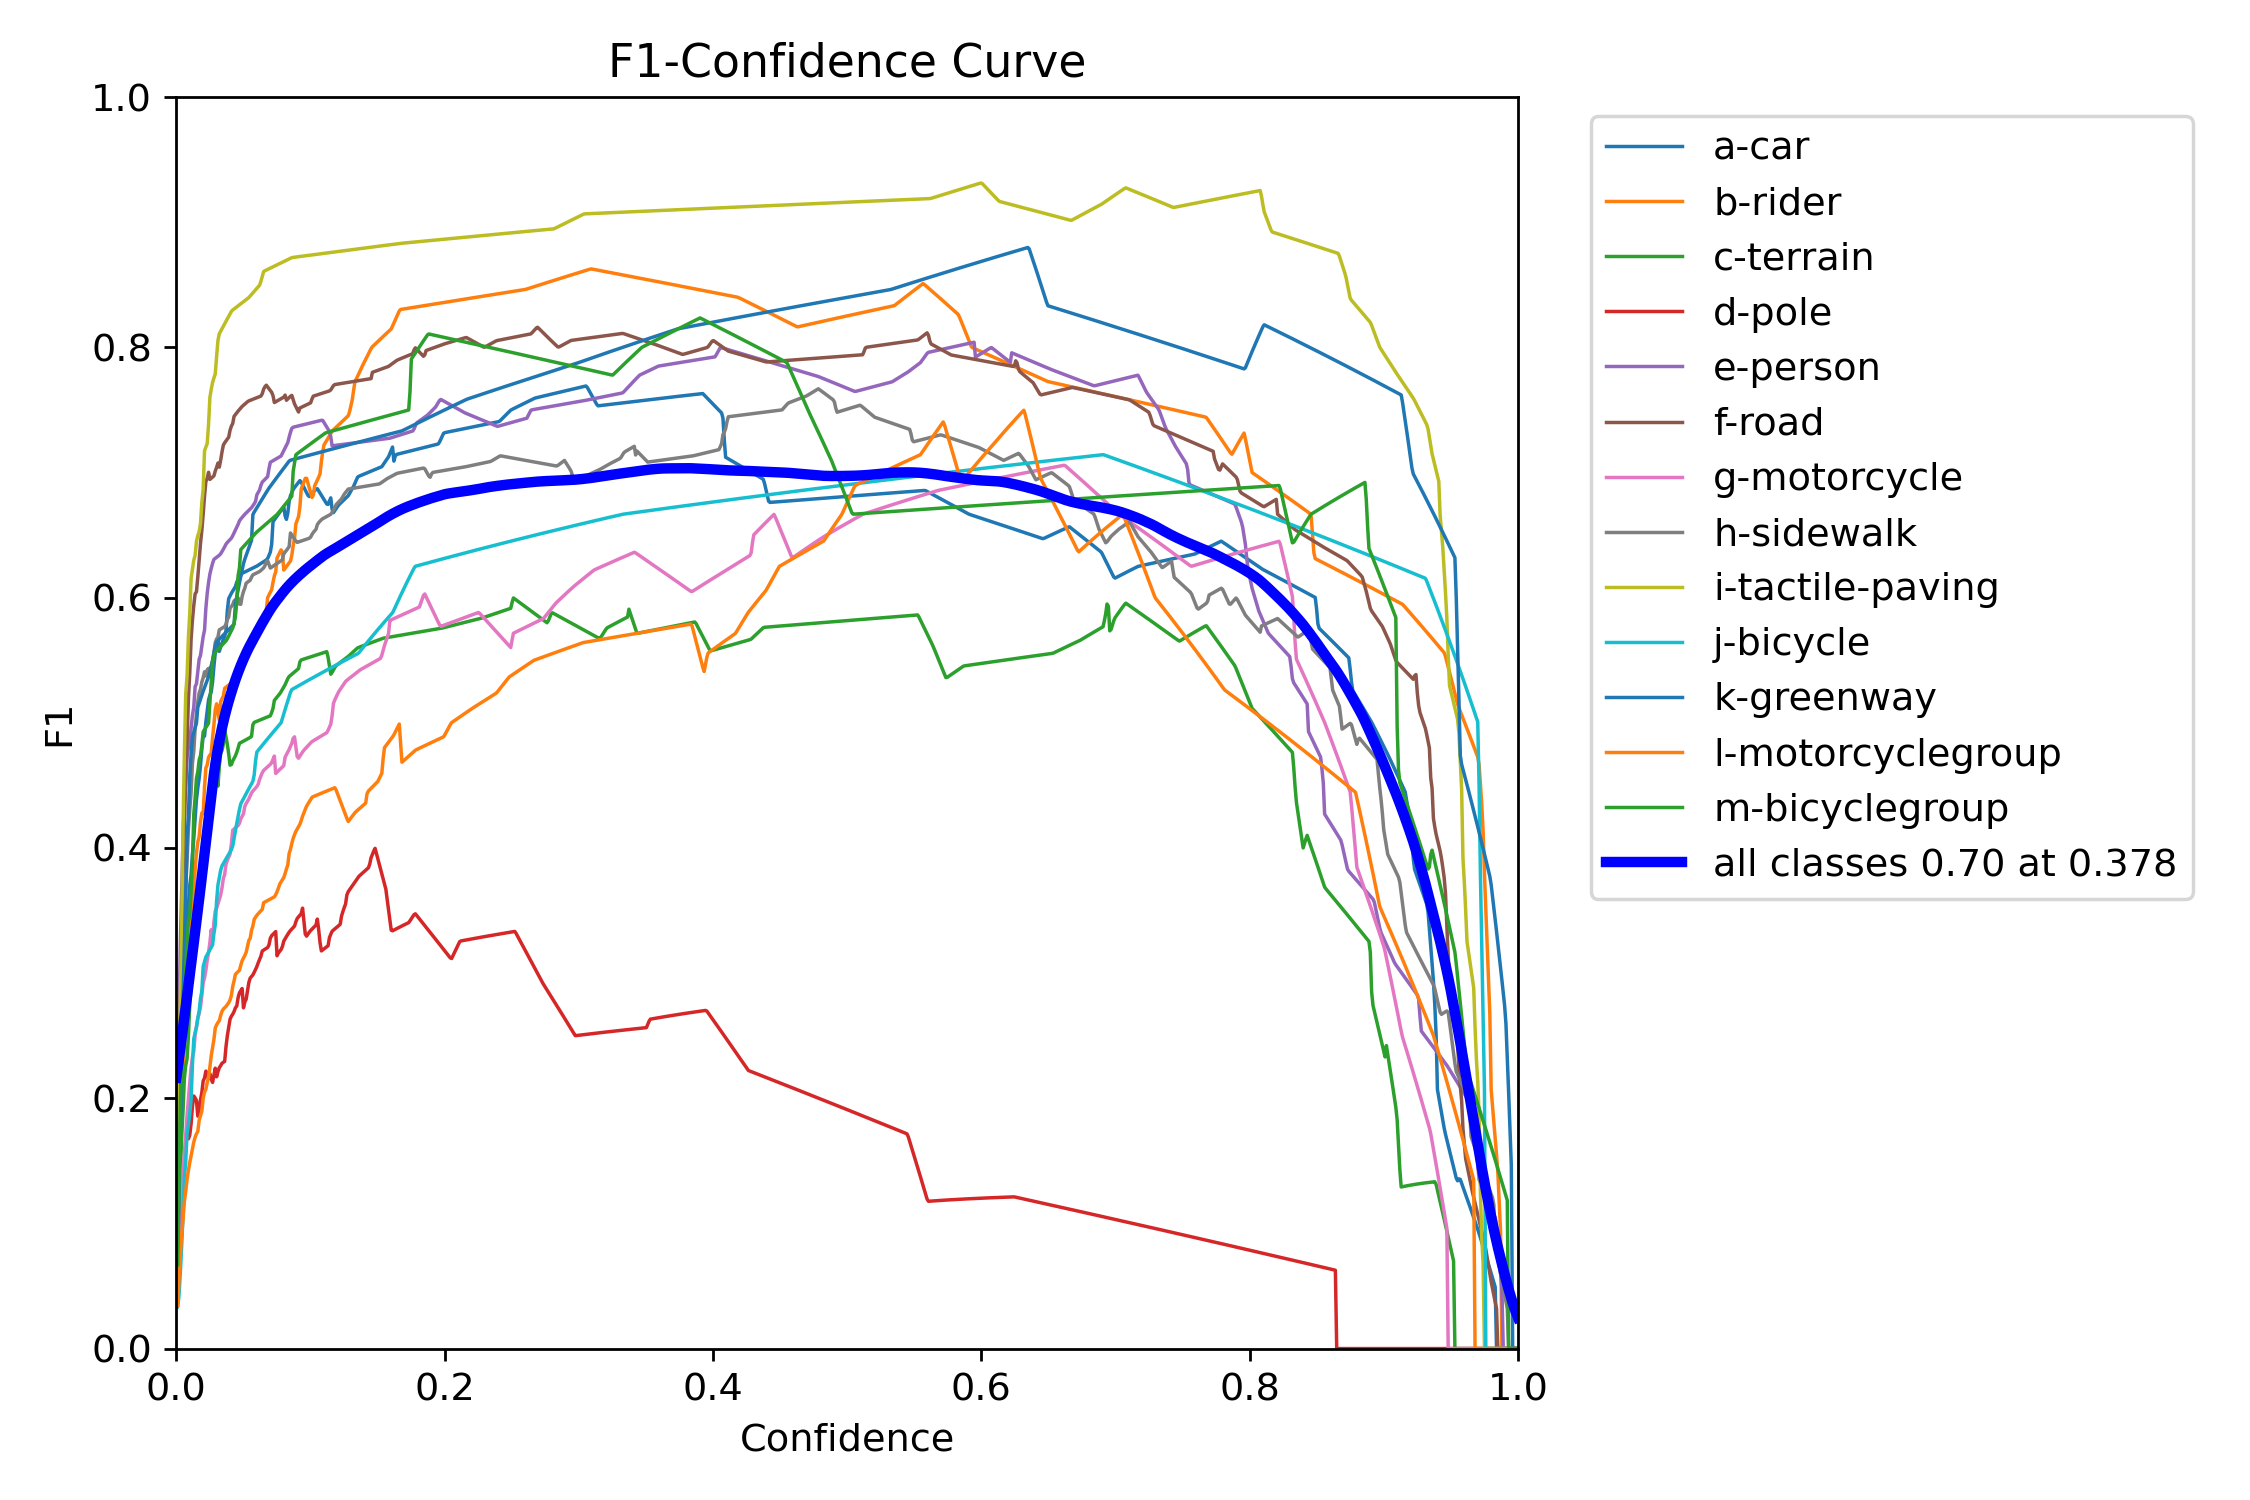 F1-Confidence Curve
1.0
0.8
0.6
0.4
0.2
0.0
F1
0.0 0.2 0.4 0.6 0.8 1.0
Confidence
a-car
b-rider
c-terrain
d-pole
e-person
f-road
g-motorcycle
h-sidewalk
i-tactile-paving
j-bicycle
k-greenway
l-motorcyclegroup
m-bicyclegroup
all classes 0.70 at 0.378